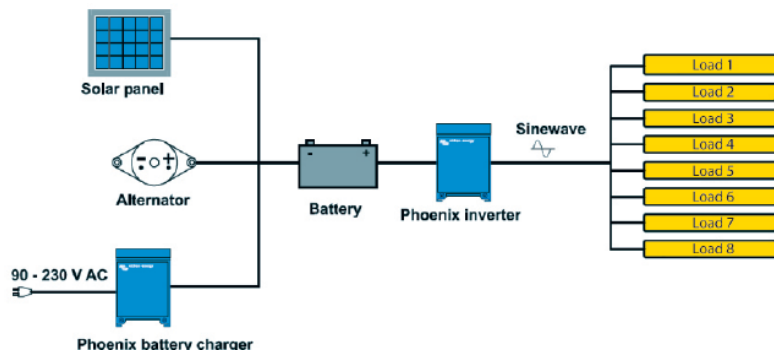 Solar panel
Alternator
90 - 230 V AC
Phoenix battery charger
- +
Battery
Phoenix inverter
Sinewave
Load 1
Load 2
Load 3
Load 4
Load 5
Load 6
Load 7
Load 8